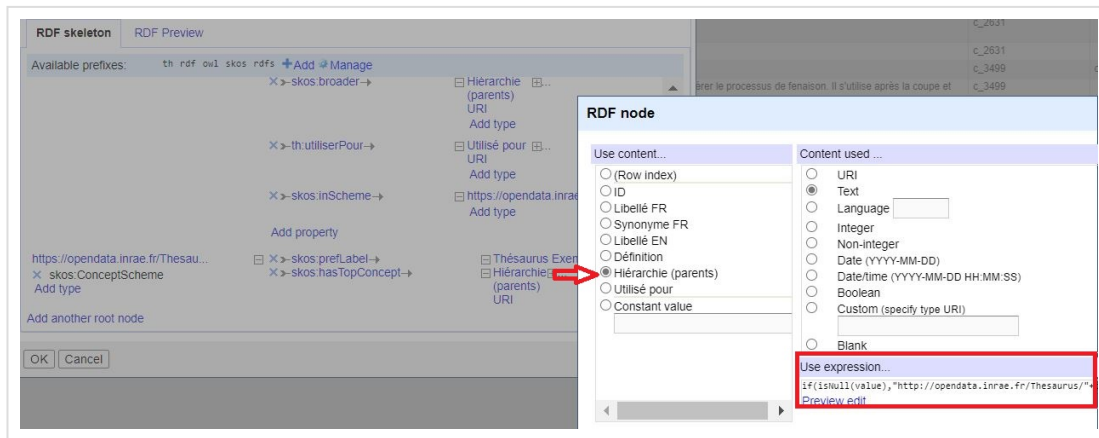 RDF skeleton RDF Preview
Available prefixes: th rdf owl skos rdfs Add Manage
c_2631
c_2631
c_3499
érer le processus de fenaison. Il s'utilise après la coupe et c_3499
skos:broader
Hiérarchie ...
(parents)
URI
Add type
th:utiliserPour
Utilisé pour ...
URI
Add type
skos:inScheme
https://opendata.inrae
Add type
Add property
https://opendata.inrae.fr/Thesau... skos:prefLabel Thésaurus Exem
skos:ConceptScheme skos:hasTopConcept Hiérarchie
Add type (parents)
URI
Add another root node
OK Cancel
RDF node
Use content... Content used ...
(Row index) URI
ID Text
Libellé FR Language
Synonyme FR Integer
Libellé EN Non-integer
Définition Date (YYYY-MM-DD)
Hiérarchie (parents) Date/time (YYYY-MM-DD HH:MM:SS)
Utilisé pour Boolean
Constant value Custom (specify type URI)
Blank
Use expression...
if(isNull(value),"http://opendata.inrae.fr/Thesaurus/"+
Preview edit